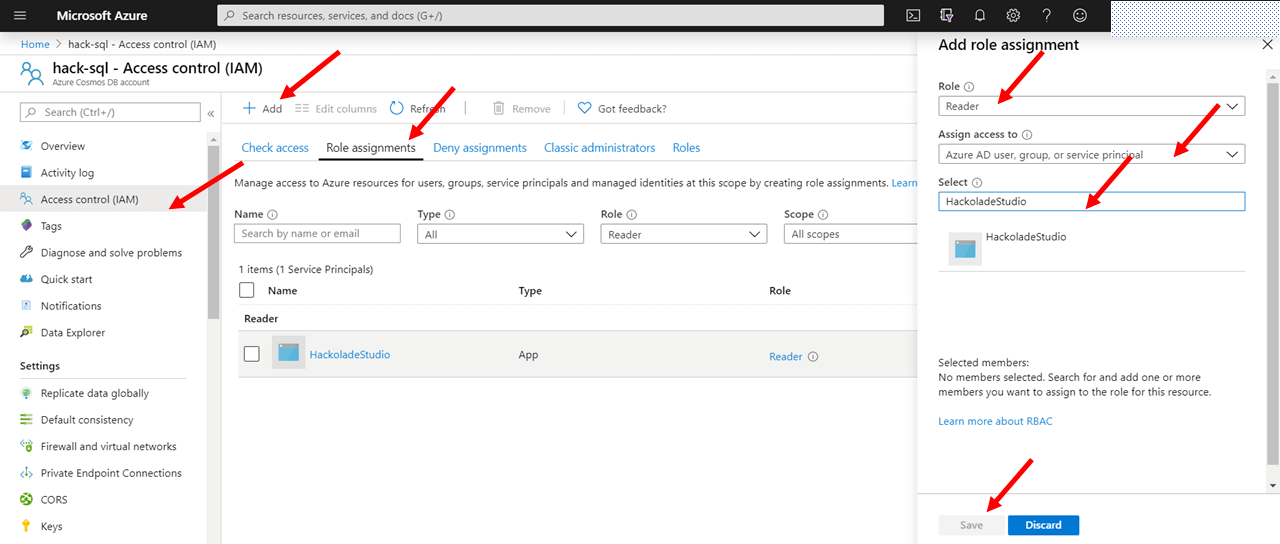 Microsoft Azure
Search resources, services, and docs (G+/)
Home > hack-sql - Access control (IAM)
hack-sql - Access control (IAM)
Azure Cosmos DB account
Search (Ctrl+/)
«
Overview
Activity log
Access control (IAM)
Tags
Diagnose and solve problems
Quick start
Notifications
Data Explorer
Settings
Replicate data globally
Default consistency
Firewall and virtual networks
Private Endpoint Connections
CORS
Keys
Add Edit columns Refresh Remove Got feedback?
Check access Role assignments Deny assignments Classic administrators Roles
Manage access to Azure resources for users, groups, service principals and managed identities at this scope by creating role assignments. Learn
Name Type Role Scope
Search by name or email All Reader All scopes
1 items (1 Service Principals)
Name Type Role
Reader
HackoladeStudio App Reader
Add role assignment
Role
Reader
Assign access to
Azure AD user, group, or service principal
Select
HackoladeStudio
HackoladeStudio
Selected members:
No members selected. Search for and add one or more
members you want to assign to the role for this resource.
Learn more about RBAC
Save Discard